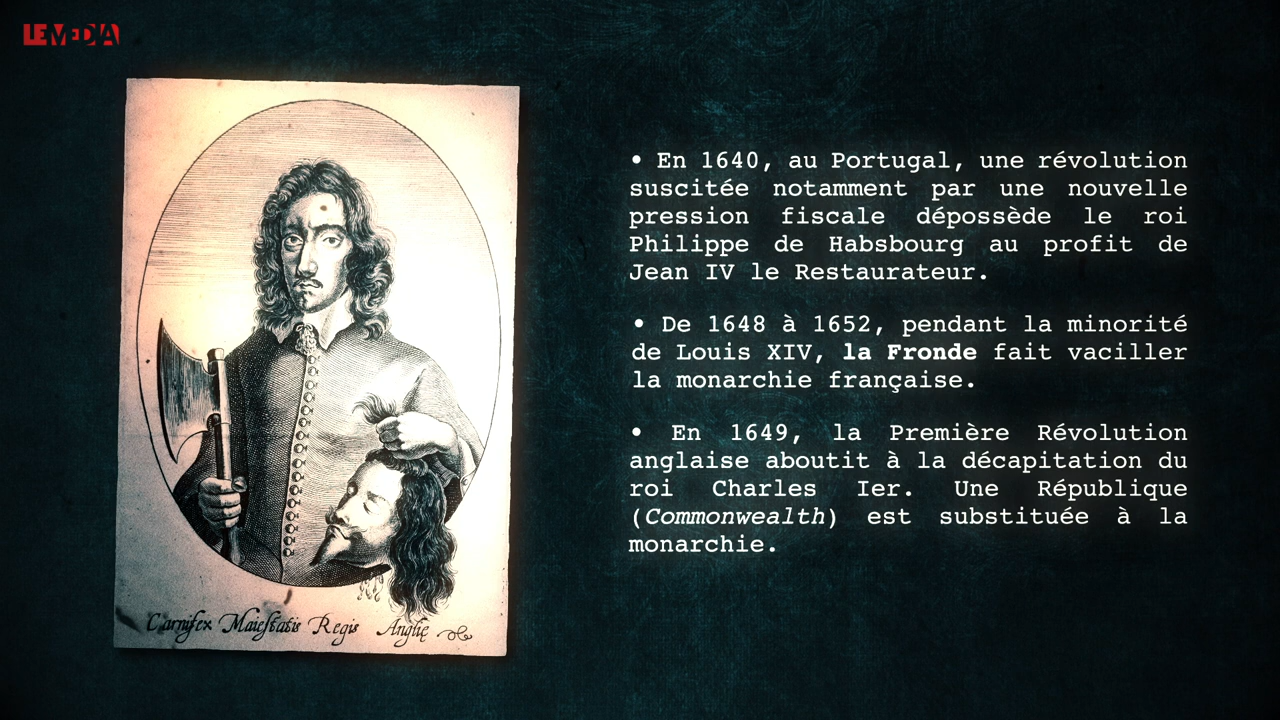 LEMEDIA
• En 1640, au Portugal, une révolution
suscitée notamment par une nouvelle
pression fiscale dépossède le roi
Philippe de Habsbourg au profit de
Jean IV le Restaurateur.
• De 1648 à 1652, pendant la minorité
de Louis XIV, la Fronde fait vaciller
la monarchie française.
• En 1649, la Première Révolution
anglaise aboutit à la décapitation du
roi Charles Ier. Une République
(Commonwealth) est substituée à la
monarchie.
Carnifex Maieſtatis Regis Anglię